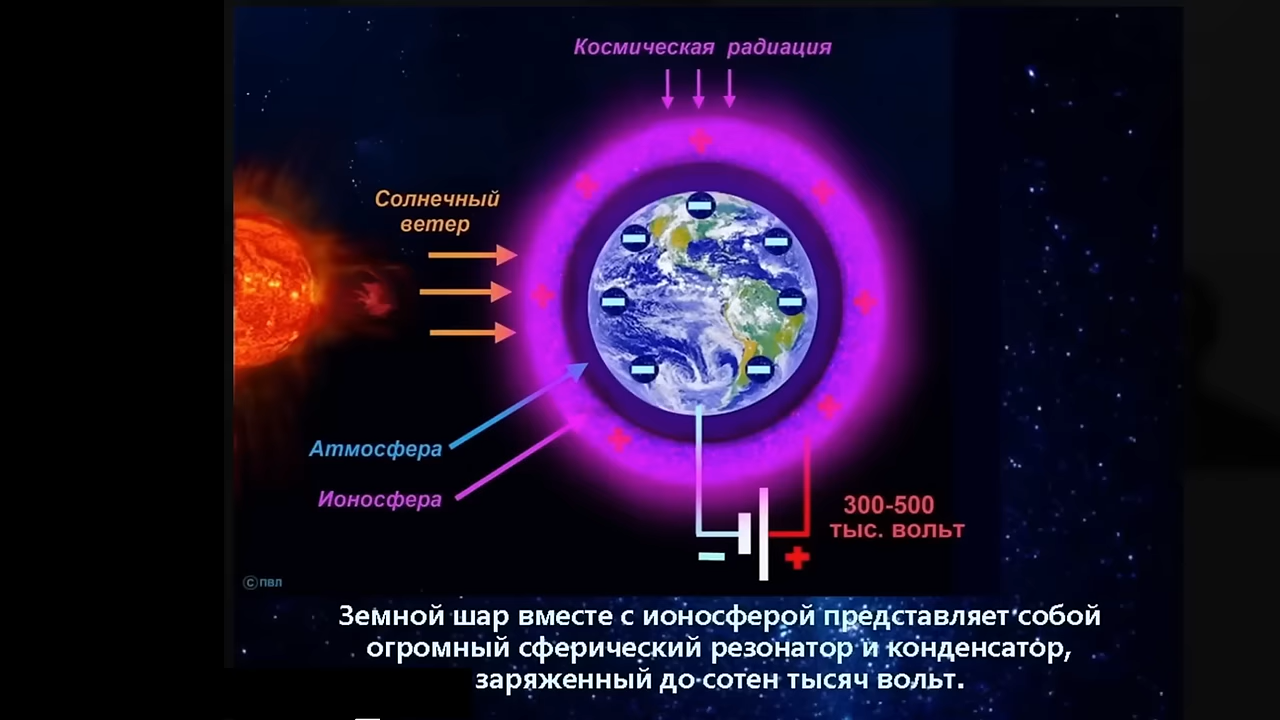 Космическая радиация
Солнечный
ветер
Атмосфера
Ионосфера
300-500
тыс. вольт
© ПВЛ
Земной шар вместе с ионосферой представляет собой
огромный сферический резонатор и конденсатор,
заряженный до сотен тысяч вольт.